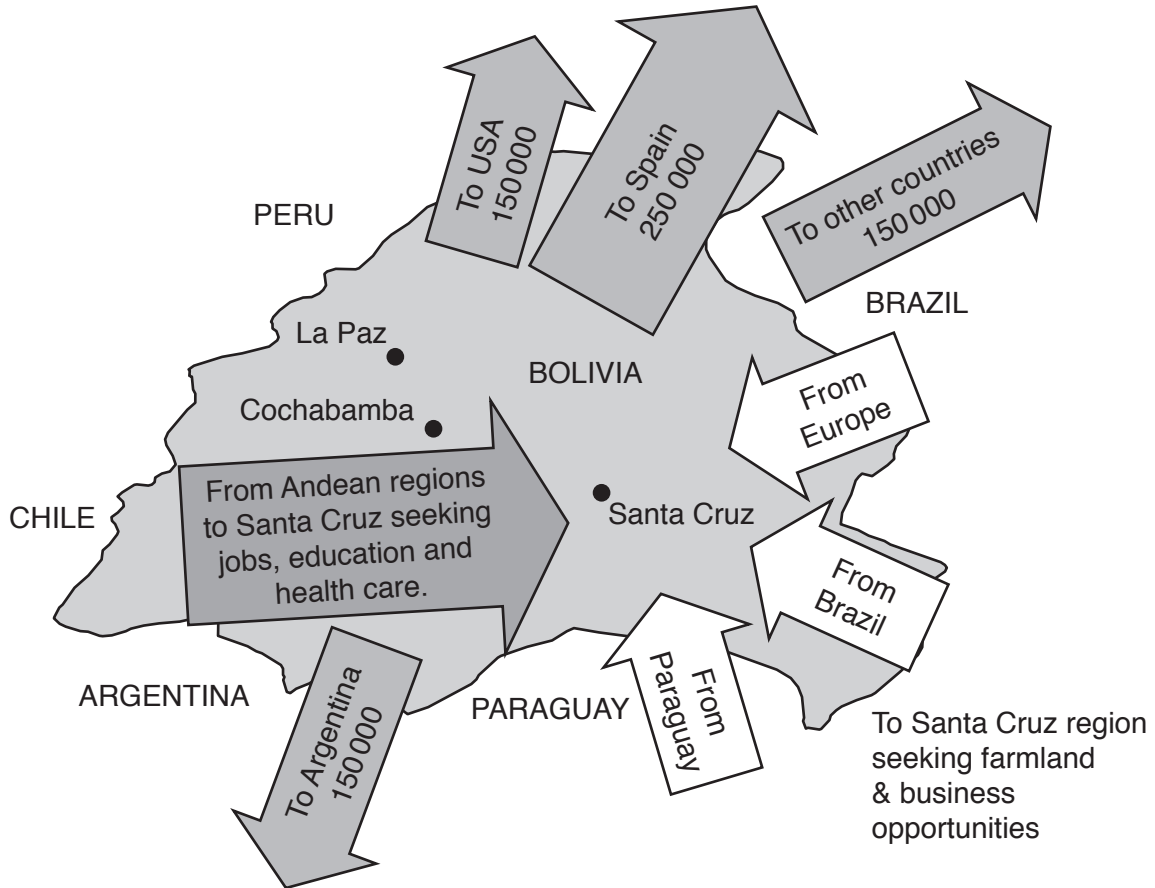 To USA
150 000
To Spain
250 000
To other countries
150 000
PERU
BRAZIL
La Paz
BOLIVIA
From
Europe
Cochabamba
From Andean regions
to Santa Cruz seeking
jobs, education and
health care.
CHILE
Santa Cruz
From
Brazil
From
Paraguay
ARGENTINA
To Argentina
150 000
PARAGUAY
To Santa Cruz region
seeking farmland
& business
opportunities